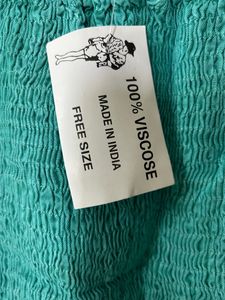 100% VISCOSE
MADE IN INDIA
FREE SIZE